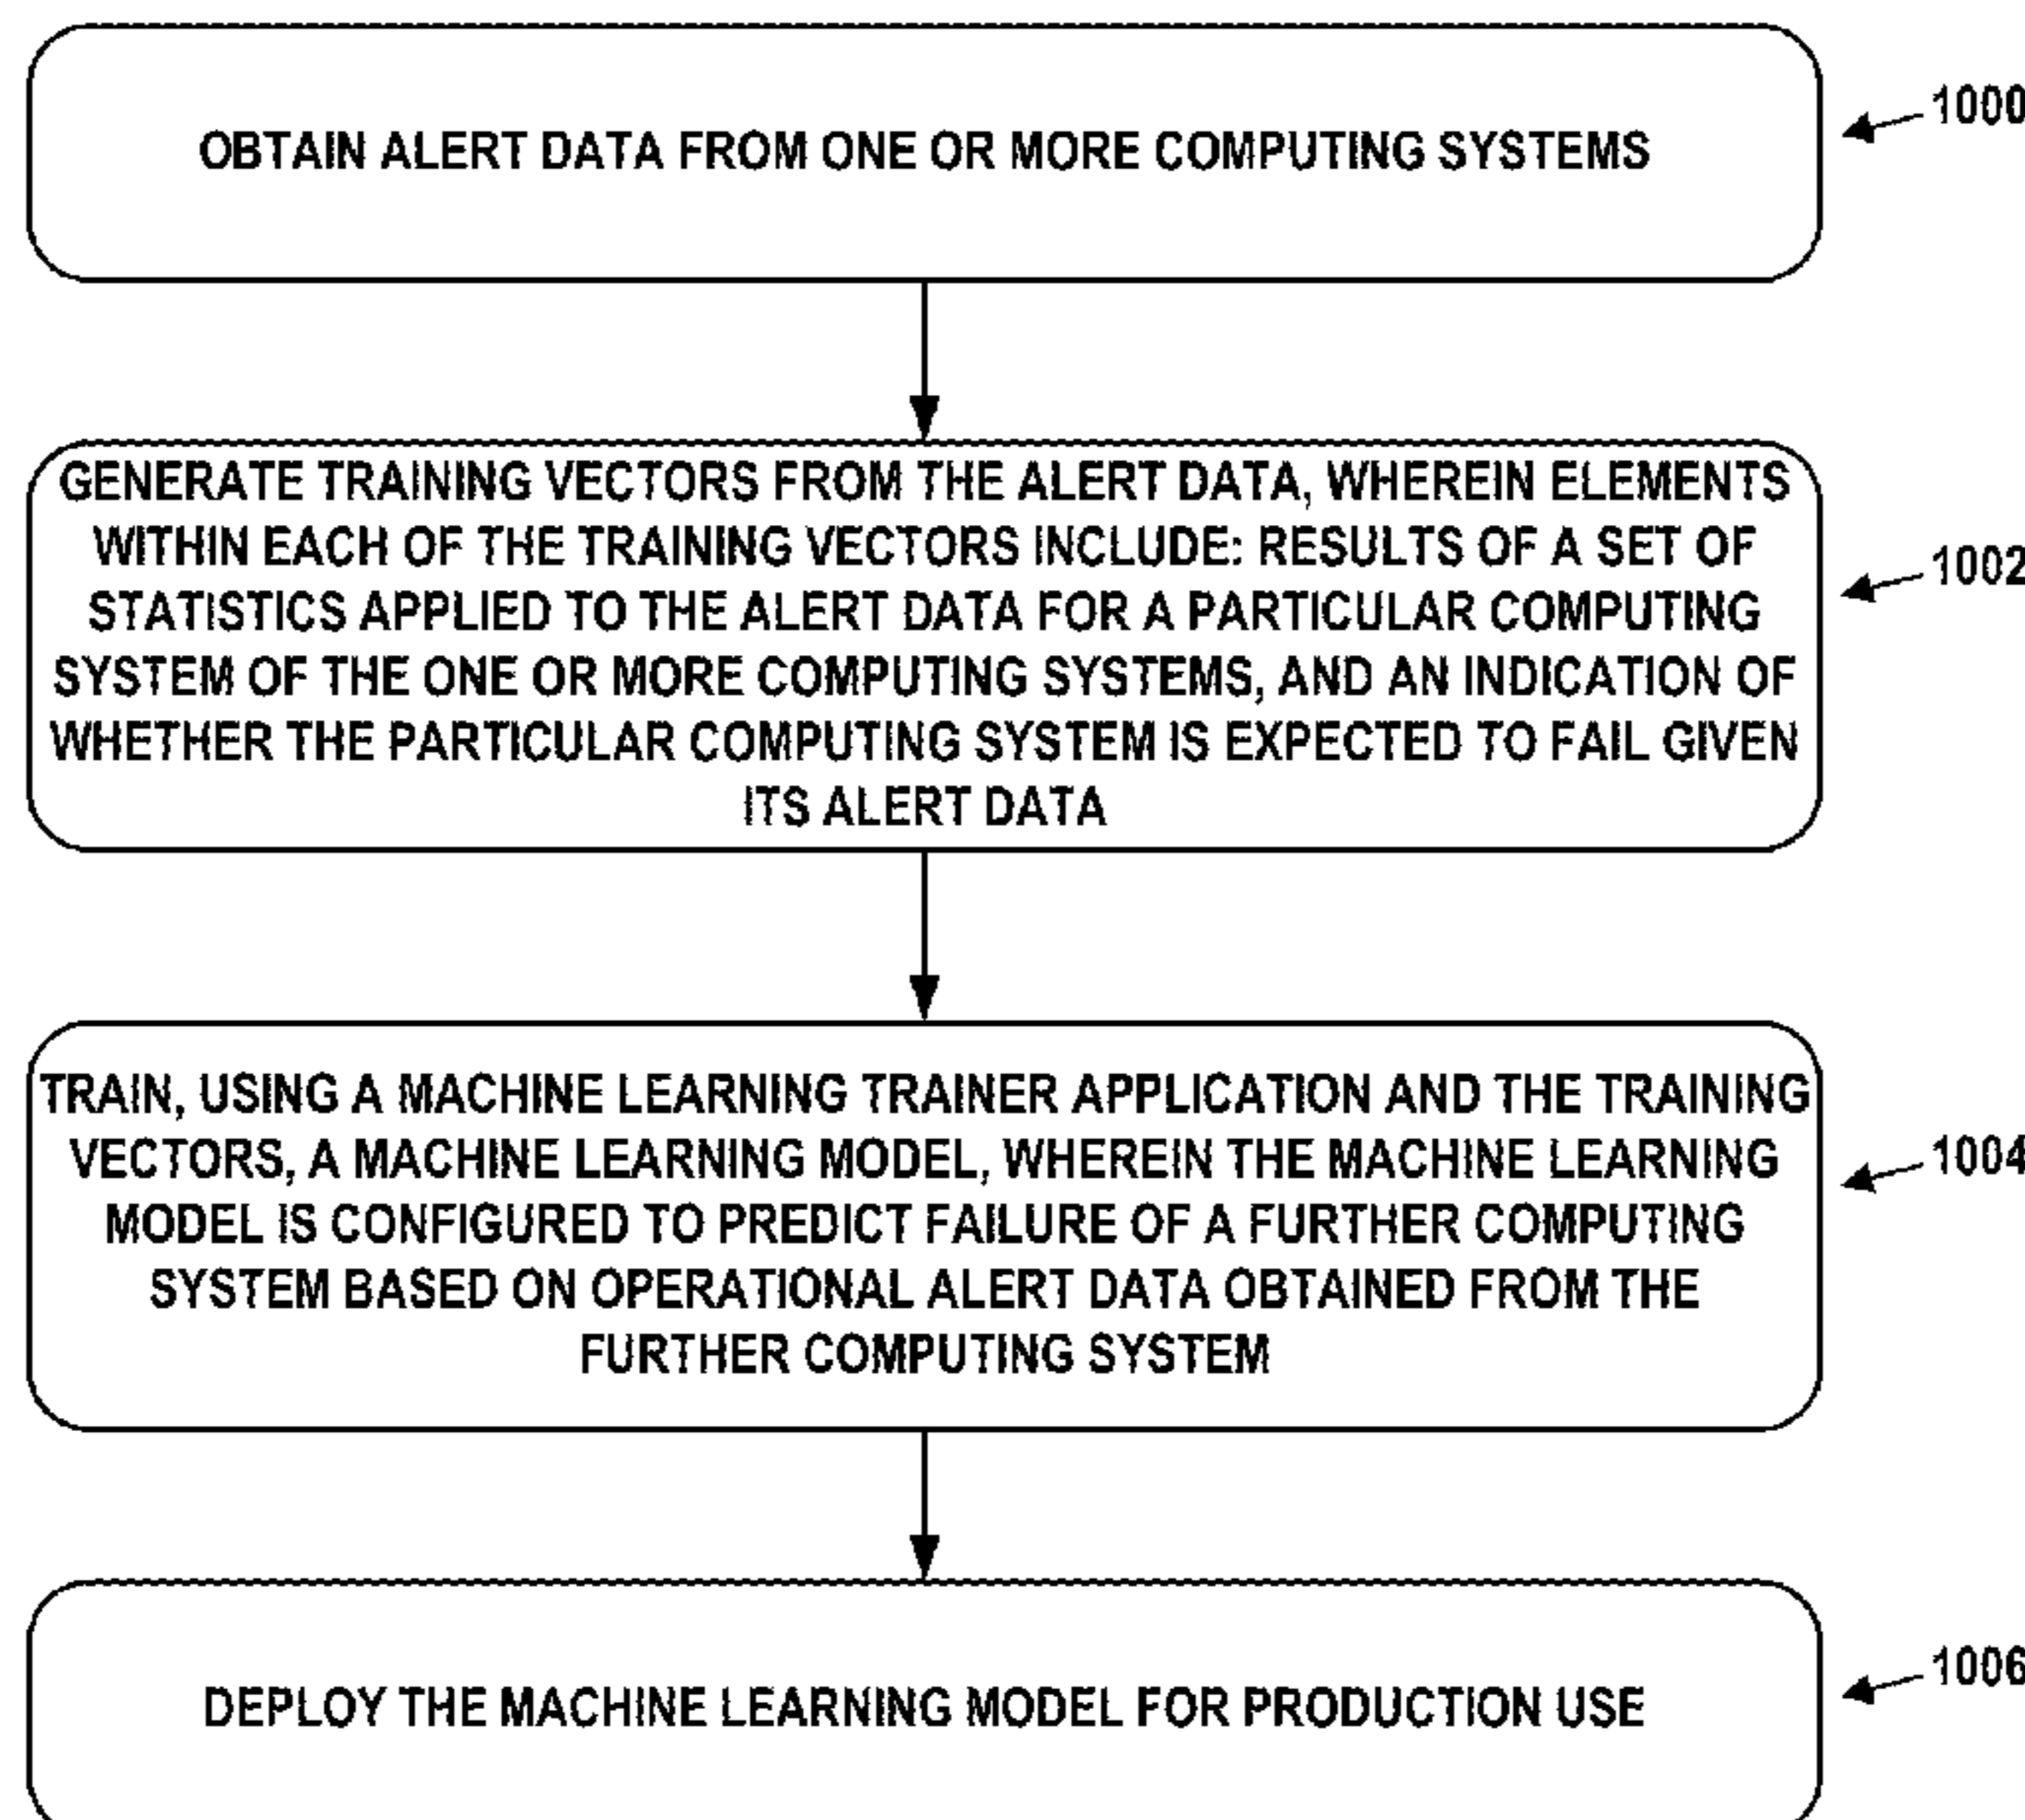 OBTAIN ALERT DATA FROM ONE OR MORE COMPUTING SYSTEMS
1000
GENERATE TRAINING VECTORS FROM THE ALERT DATA, WHEREIN ELEMENTS
WITHIN EACH OF THE TRAINING VECTORS INCLUDE: RESULTS OF A SET OF
STATISTICS APPLIED TO THE ALERT DATA FOR A PARTICULAR COMPUTING
SYSTEM OF THE ONE OR MORE COMPUTING SYSTEMS, AND AN INDICATION OF
WHETHER THE PARTICULAR COMPUTING SYSTEM IS EXPECTED TO FAIL GIVEN
ITS ALERT DATA
1002
TRAIN, USING A MACHINE LEARNING TRAINER APPLICATION AND THE TRAINING
VECTORS, A MACHINE LEARNING MODEL, WHEREIN THE MACHINE LEARNING
MODEL IS CONFIGURED TO PREDICT FAILURE OF A FURTHER COMPUTING
SYSTEM BASED ON OPERATIONAL ALERT DATA OBTAINED FROM THE
FURTHER COMPUTING SYSTEM
1004
DEPLOY THE MACHINE LEARNING MODEL FOR PRODUCTION USE
1006